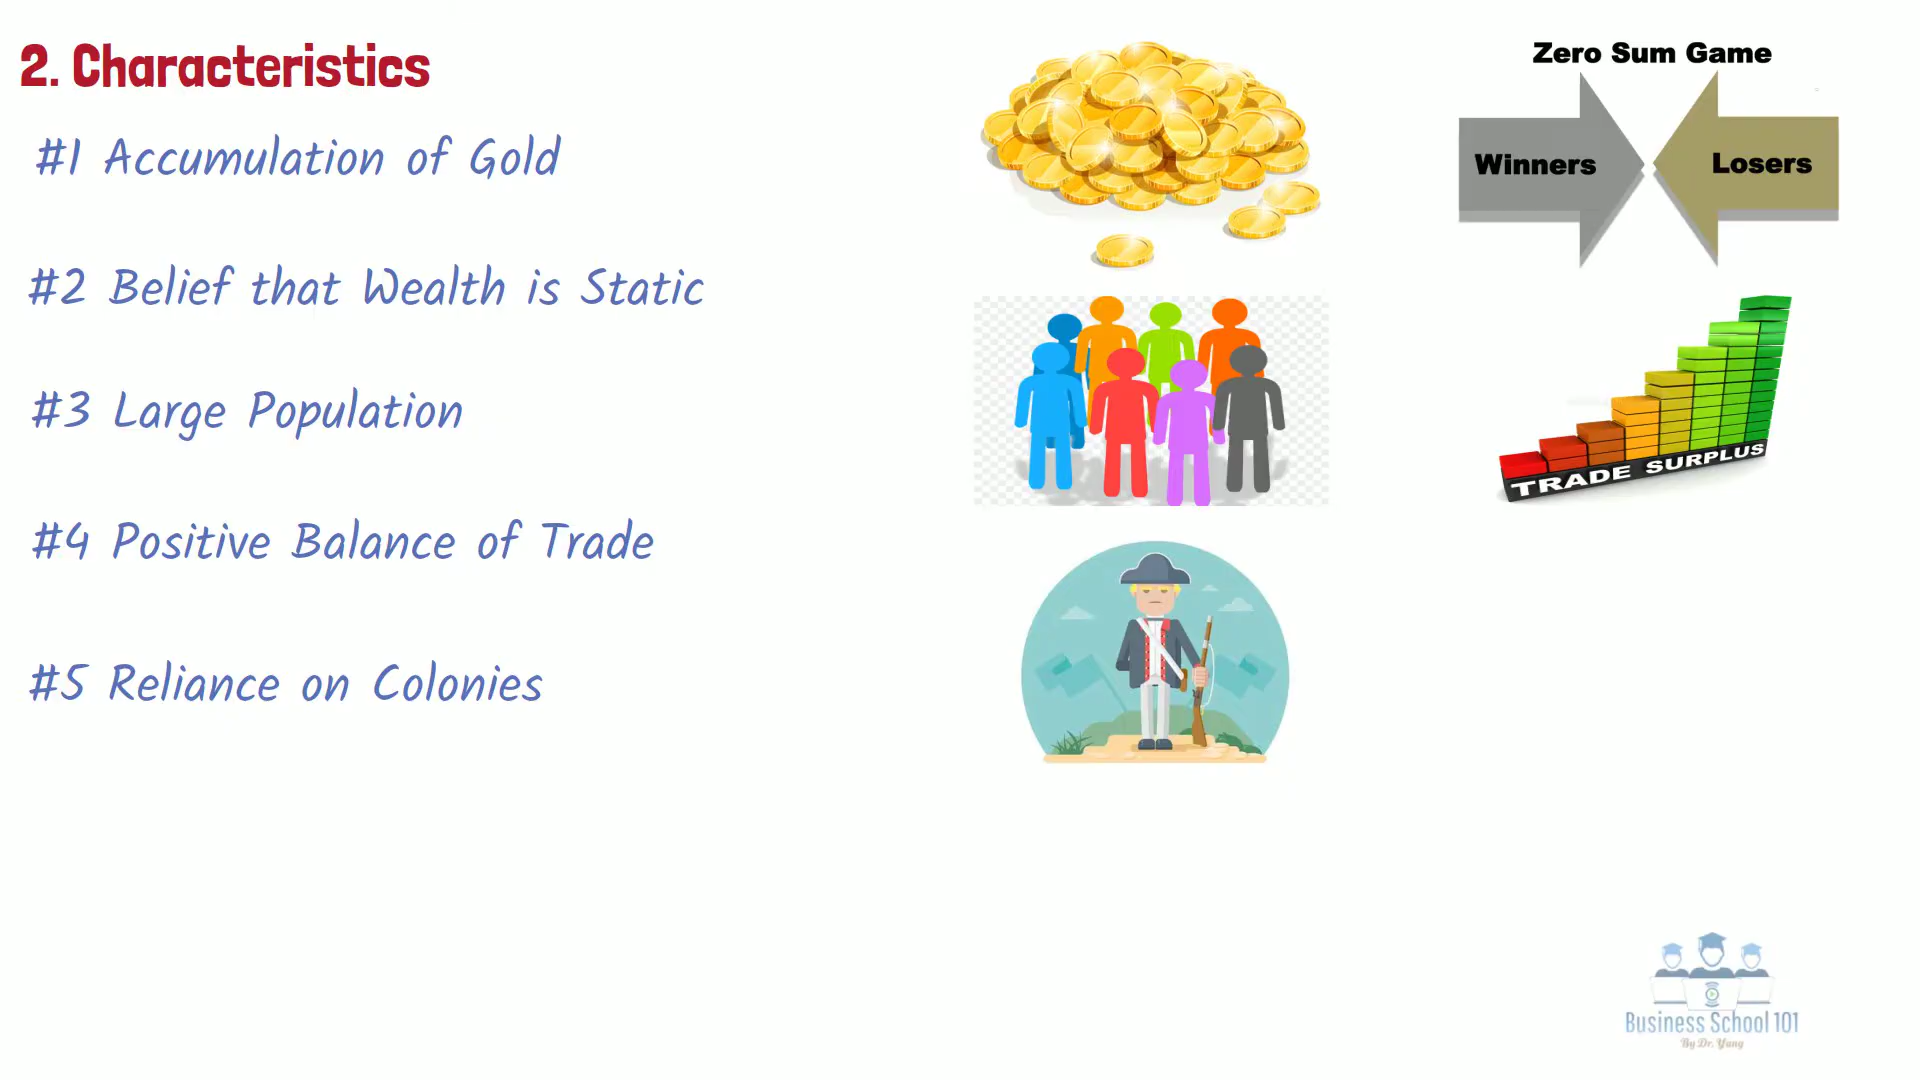 2. Characteristics
#1 Accumulation of Gold
#2 Belief that Wealth is Static
#3 Large Population
#4 Positive Balance of Trade
#5 Reliance on Colonies
Zero Sum Game
Winners
Losers
TRADE SURPLUS
Business School 101
By Dr. Yang